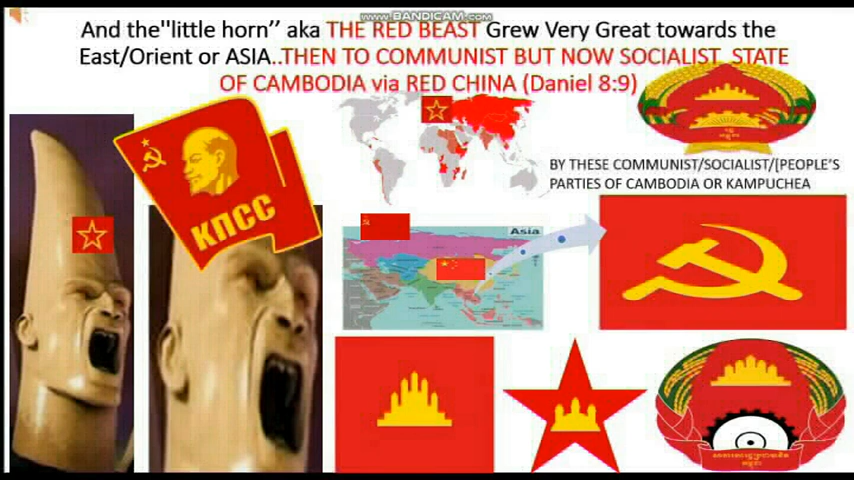 www.BANDICAM.com
And the"little horn” aka THE RED BEAST Grew Very Great towards the
East/Orient or ASIA..THEN TO COMMUNIST BUT NOW SOCIALIST STATE
OF CAMBODIA via RED CHINA (Daniel 8:9)
BY THESE COMMUNIST/SOCIALIST/[PEOPLE'S
PARTIES OF CAMBODIA OR KAMPUCHEA
КПСС
Asia